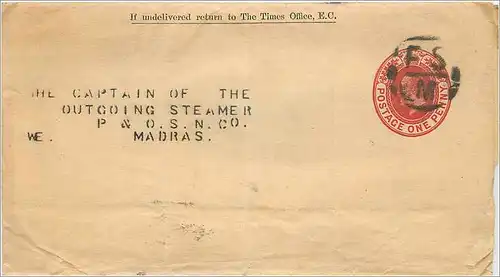 If undelivered return to The Times Office, E.C.
HE CAPTAIN OF THE
OUTGOING STEAMER
P & O.S.N.CO.
WE. MADRAS.
POSTAGE ONE PENNY